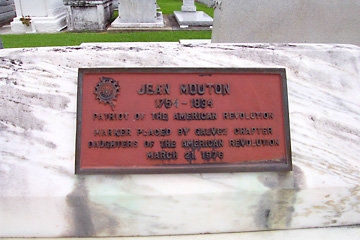 JEAN MOUTON
1754 - 1834
PATRIOT OF THE AMERICAN REVOLUTION
MARKER PLACED BY GALVEZ CHAPTER
DAUGHTERS OF THE AMERICAN REVOLUTION
MARCH 24, 1979